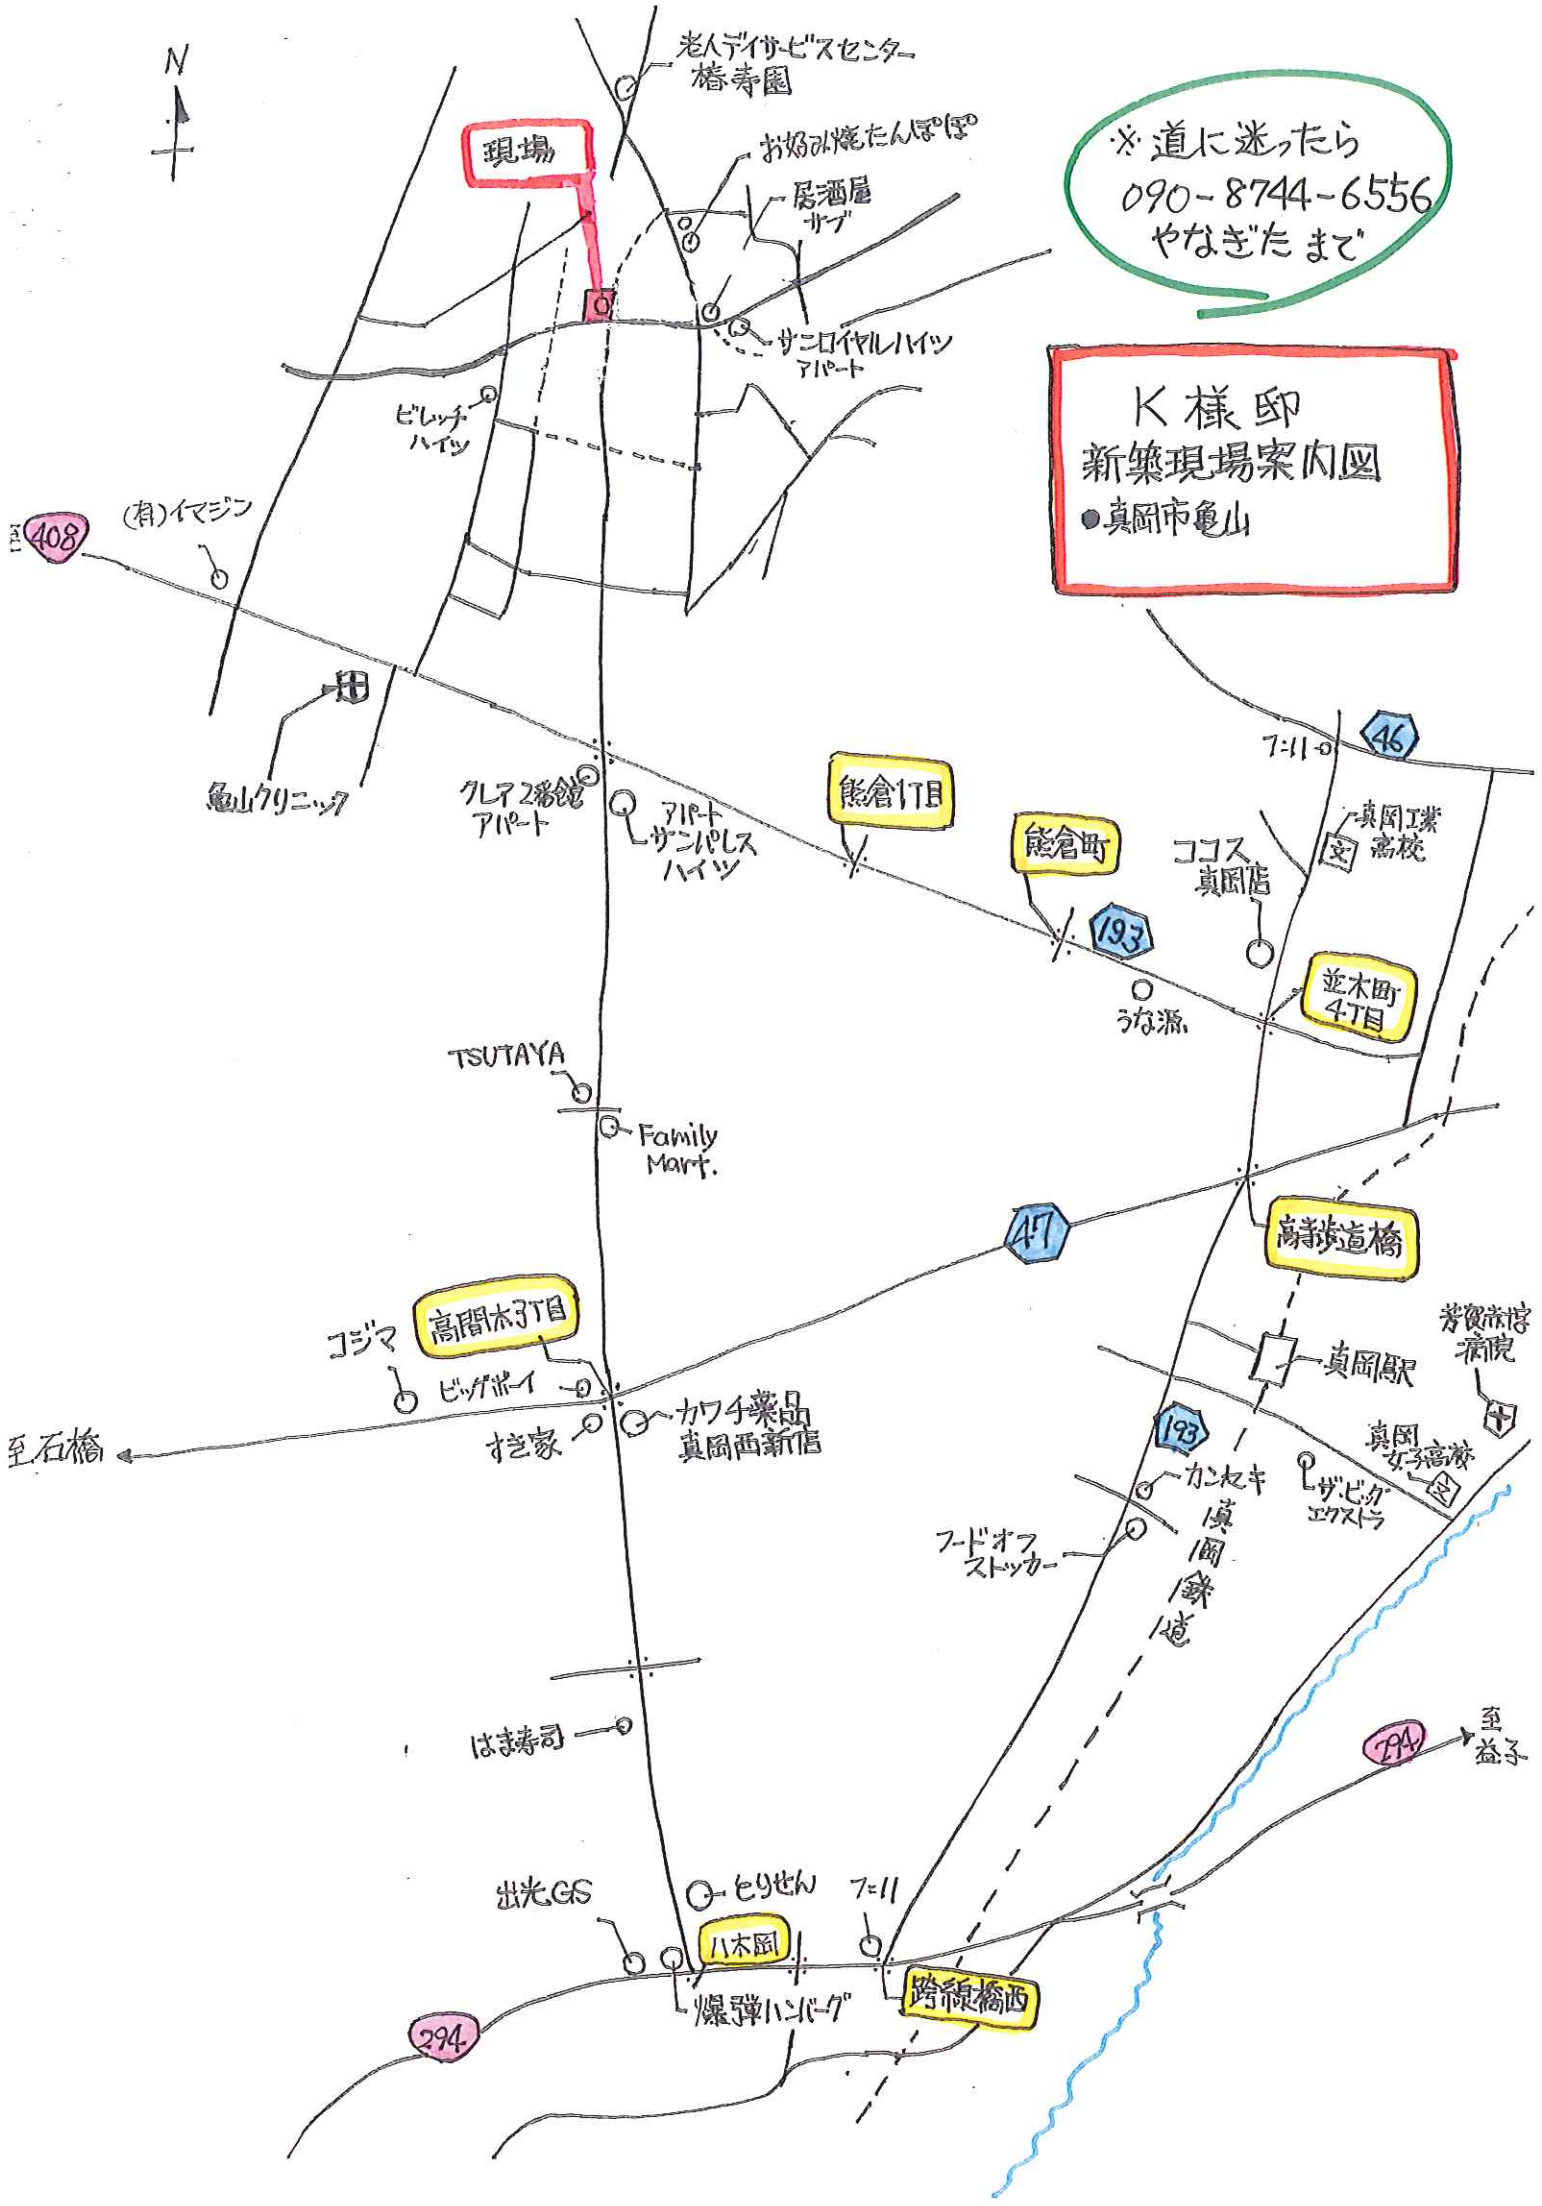 N
老人デイサービスセンター
椿寿園
現場
お好み焼たんぽぽ
居酒屋
サブ
※道に迷ったら
090-8744-6556
やなぎたまで
サンロイヤルハイツ
アパート
ビレッヂ
ハイツ
K様邸
新築現場案内図
●真岡市亀山
408
(有)イマジン
亀山クリニック
クレア2番館
アパート
アパート
サンパレス
ハイツ
熊倉1丁目
熊倉町
193
うな源
7=11
46
真岡工業
高校
文
ココス
真岡店
並木町
4丁目
TSUTAYA
Family
Mart.
47
高寺歩道橋
高間木3丁目
コジマ
ビッグボーイ
すき家
カワチ薬品
真岡西新店
至石橋
芳賀赤十字
病院
真岡駅
193
カンセキ
真岡
女子高校
文
ザ・ビッグ
エクストラ
フードオフ
ストッカー
真岡鉄道
はま寿司
294
至
益子
出光GS
とりせん
7=11
八木岡
爆弾ハンバーグ
跨線橋西
294